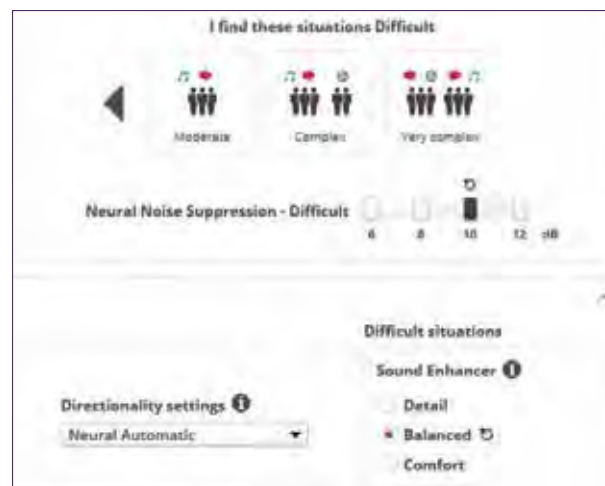 I find these situations Difficult
Moderate Complex Very complex
Neural Noise Suppression - Difficult
6 8 10 12 dB
Difficult situations
Sound Enhancer
Directionality settings
Detail
Neural Automatic
Balanced
Comfort